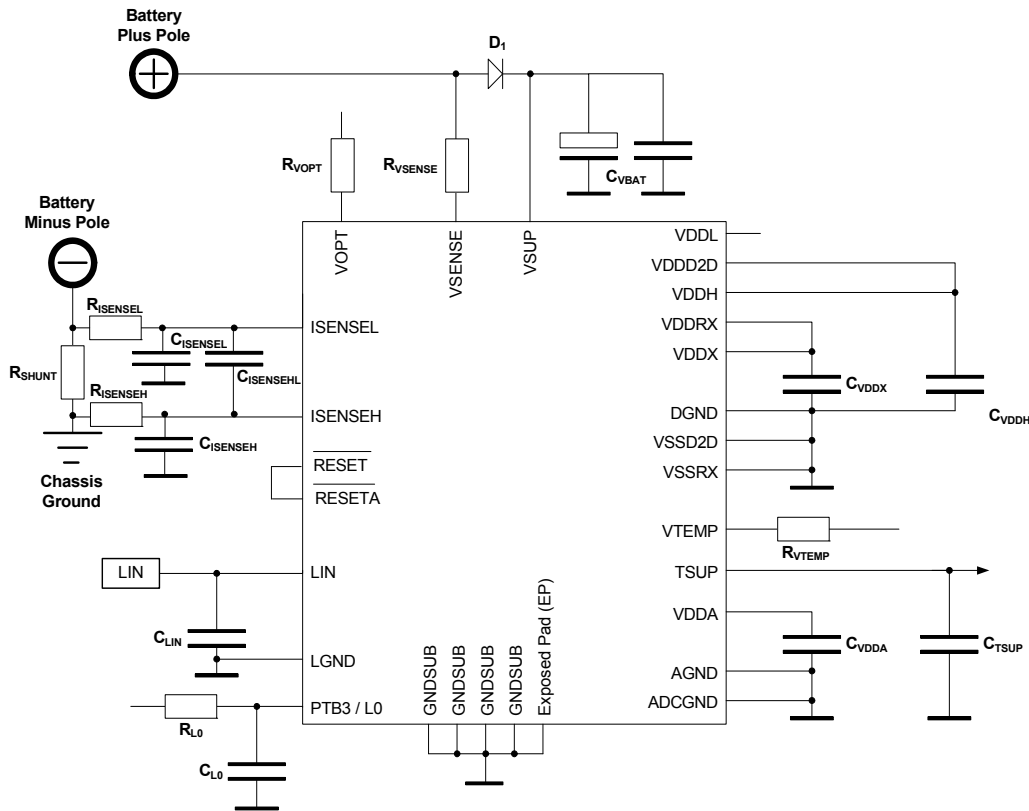 Battery
Plus Pole
D1
RVOPT
RVSENSE
CVBAT
Battery
Minus Pole
VOPT
VSENSE
VSUP
VDDL
VDDD2D
VDDH
VDDRX
VDDX
DGND
VSSD2D
VSSRX
VTEMP
TSUP
VDDA
AGND
ADCGND
RISENSEL
ISENSEL
CISENSEL
RSHUNT
CISENSEHL
RISENSEH
ISENSEH
CISENSEH
Chassis
Ground
RESET
RESETA
LIN
LIN
CLIN
LGND
PTB3 / L0
RL0
CL0
GNDSUB
GNDSUB
GNDSUB
GNDSUB
Exposed Pad (EP)
CVDDX
CVDDH
RVTEMP
CVDDA
CTSUP